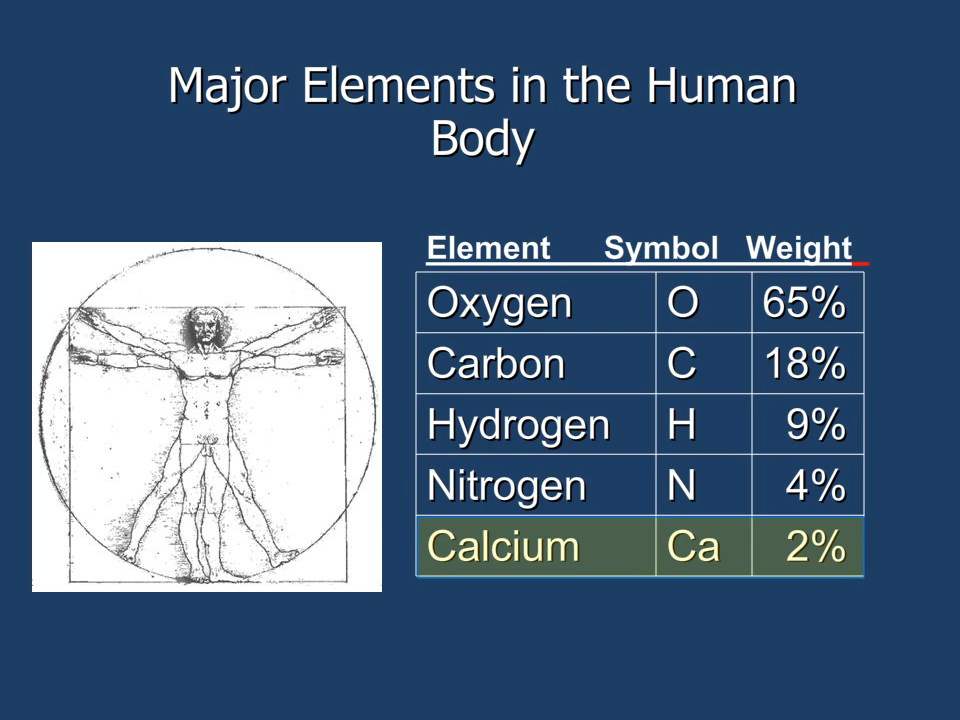 Major Elements in the Human
Body
Element Symbol Weight
Oxygen O 65%
Carbon C 18%
Hydrogen H 9%
Nitrogen N 4%
Calcium Ca 2%